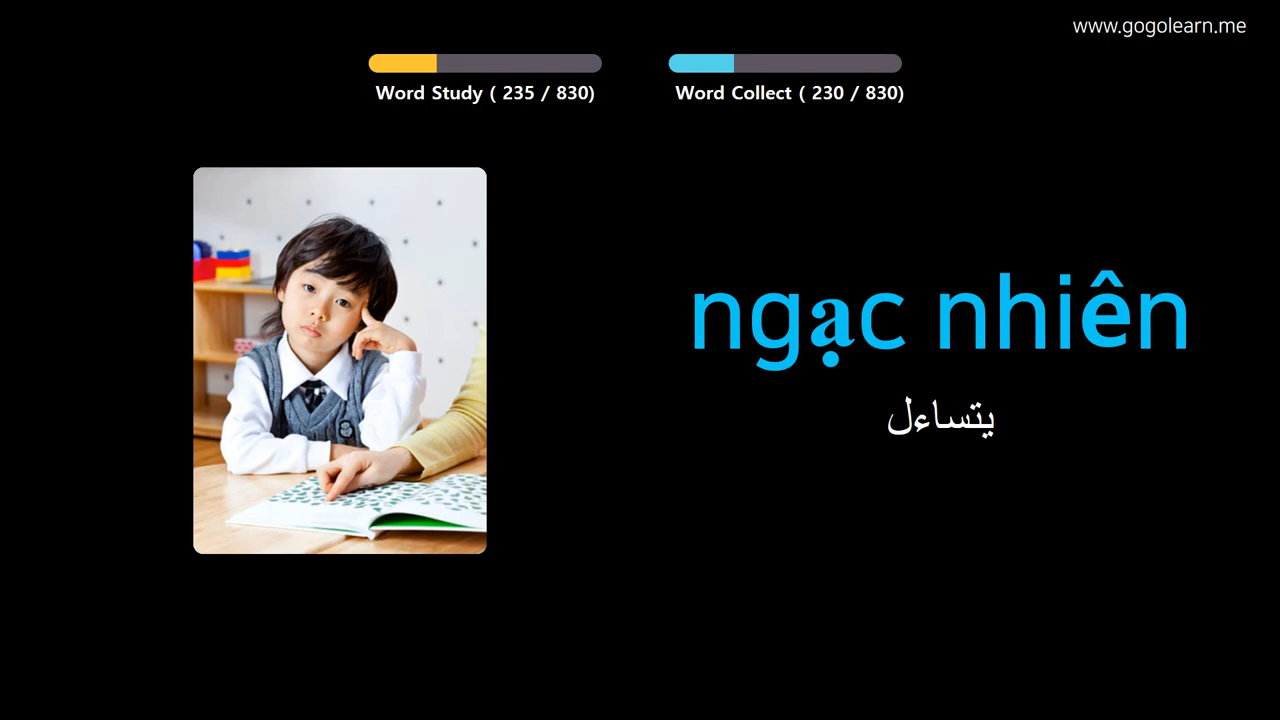 www.gogolearn.me
Word Study ( 235 / 830)
Word Collect ( 230 / 830)
ngạc nhiên
يتساءل